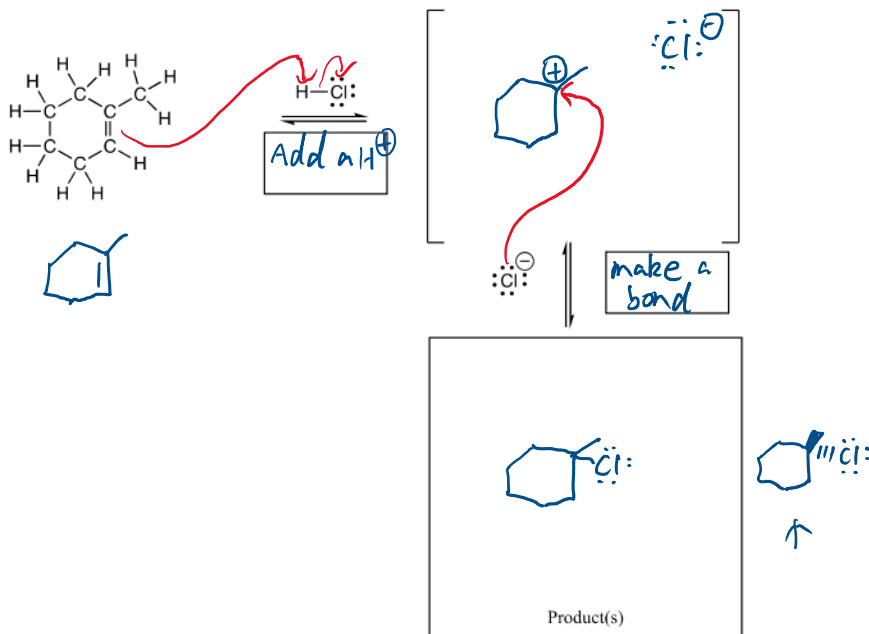 H H H H
H C H C H
H C C
H C C
C H
H H H
H—Cl:
Add a H⊕
⊕
:Cl:⊖
:Cl:⊖
make a
bond
Cl:
Cl:
Product(s)